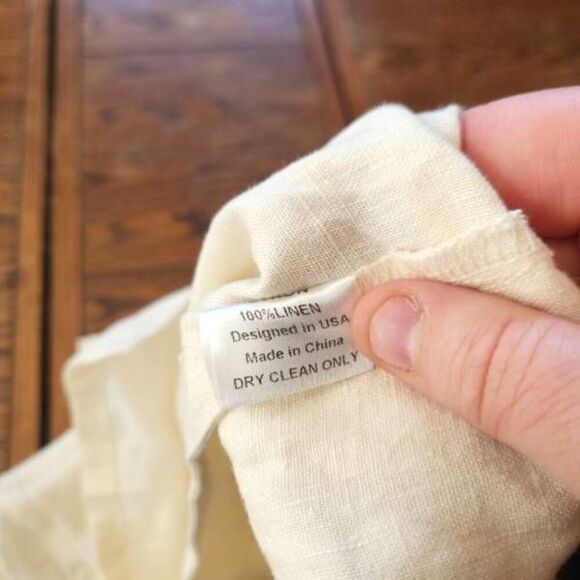 100%LINEN
Designed in USA
Made in China
DRY CLEAN ONLY